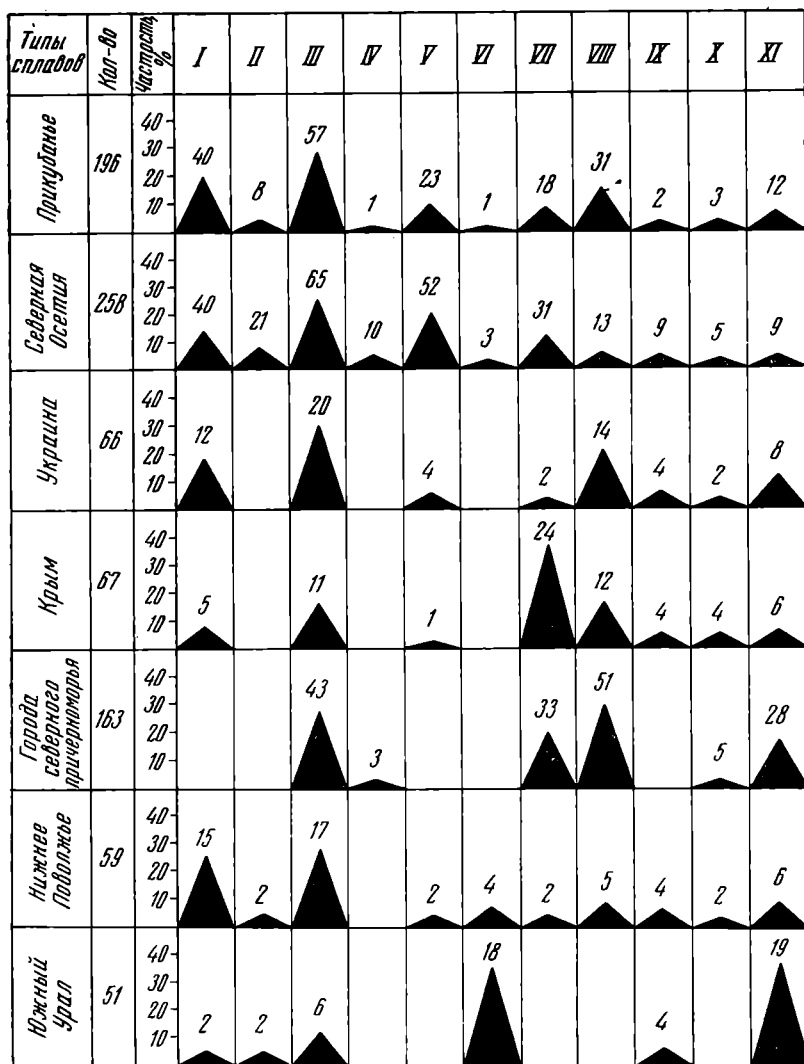 Типы сплавов Кол-во Частость % I II III IV V VI VII VIII IX X XI
Прикубанье 196 40 30 20 10 40 8 57 1 23 1 18 31 2 3 12
Северная Осетия 258 40 30 20 10 40 21 65 10 52 3 31 13 9 5 9
Украина 66 40 30 20 10 12 20 4 2 14 4 2 8
Крым 67 40 30 20 10 5 11 1 24 12 4 4 6
Города северного причерноморья 163 40 30 20 10 43 3 33 51 5 28
Нижнее Поволжье 59 40 30 20 10 15 2 17 2 4 2 5 4 2 6
Южный Урал 51 40 30 20 10 2 2 6 18 4 19